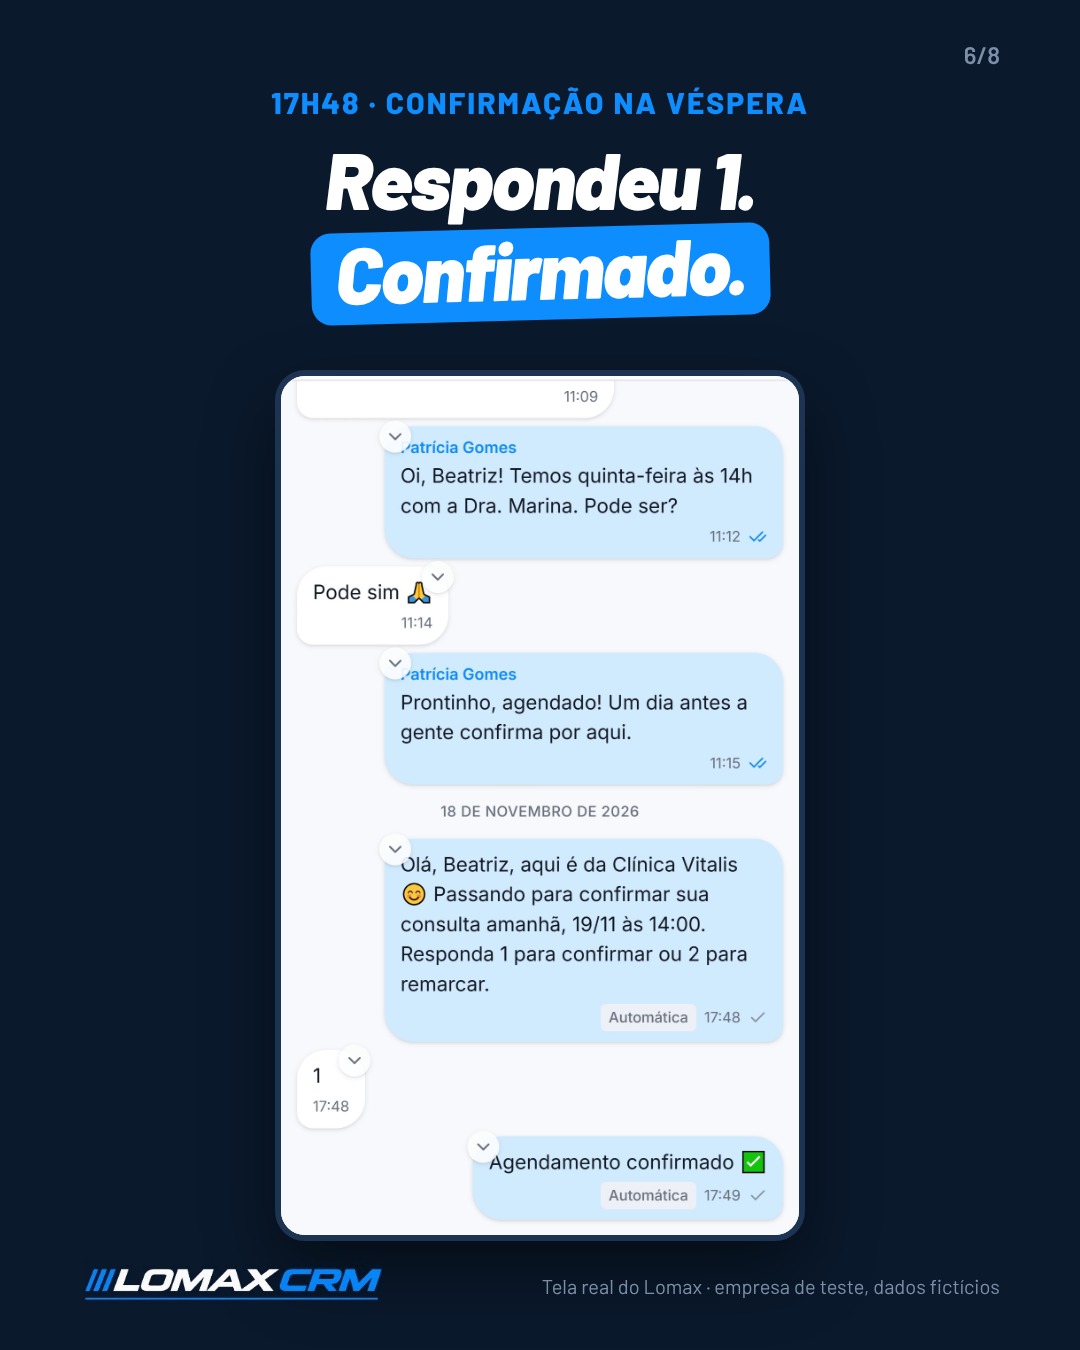 6/8
17H48 · CONFIRMAÇÃO NA VÉSPERA
Respondeu 1.
Confirmado.
11:09
Patrícia Gomes
Oi, Beatriz! Temos quinta-feira às 14h
com a Dra. Marina. Pode ser?
11:12
Pode sim 🙏
11:14
Patrícia Gomes
Prontinho, agendado! Um dia antes a
gente confirma por aqui.
11:15
18 DE NOVEMBRO DE 2026
Olá, Beatriz, aqui é da Clínica Vitalis
😊 Passando para confirmar sua
consulta amanhã, 19/11 às 14:00.
Responda 1 para confirmar ou 2 para
remarcar.
Automática 17:48
1
17:48
Agendamento confirmado ✅
Automática 17:49
LOMAX CRM
Tela real do Lomax · empresa de teste, dados fictícios